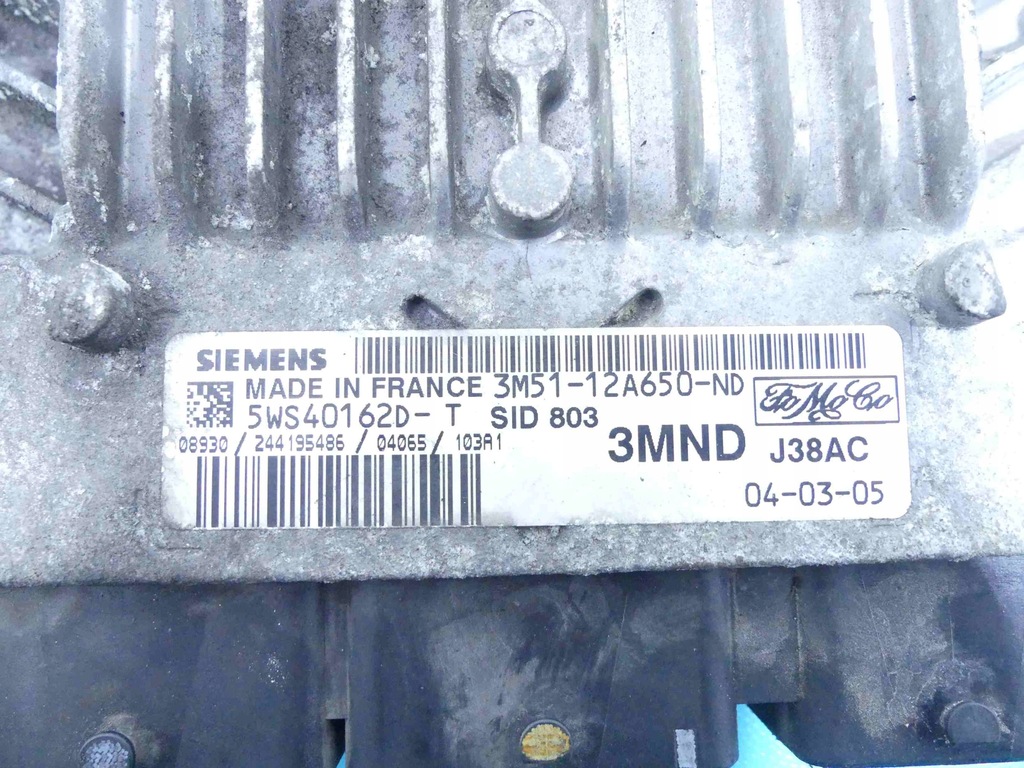 SIEMENS
MADE IN FRANCE 3M51-12A650-ND
FoMoCo
5WS40162D-T SID 803
08930/244195486/04065/103A1
3MND J38AC
04-03-05